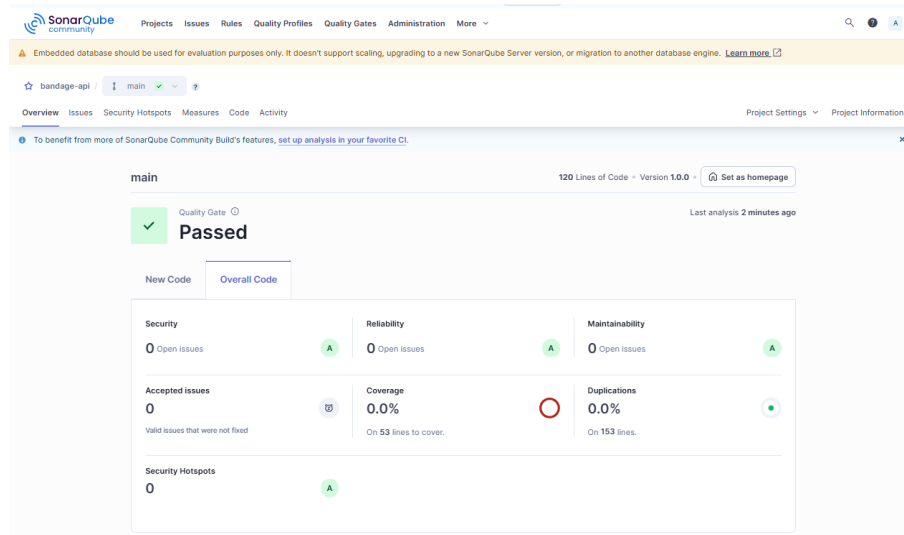 SonarQube
community
Projects Issues Rules Quality Profiles Quality Gates Administration More
? A
Embedded database should be used for evaluation purposes only. It doesn't support scaling, upgrading to a new SonarQube Server version, or migration to another database engine. Learn more
bandage-api / main ?
Overview Issues Security Hotspots Measures Code Activity Project Settings Project Information
To benefit from more of SonarQube Community Build's features, set up analysis in your favorite CI.
main 120 Lines of Code • Version 1.0.0 • Set as homepage
Quality Gate Last analysis 2 minutes ago
Passed
New Code Overall Code
Security Reliability Maintainability
0 Open issues A 0 Open issues A 0 Open issues A
Accepted issues Coverage Duplications
0 0.0% 0.0%
Valid issues that were not fixed On 53 lines to cover. On 153 lines.
Security Hotspots
0 A